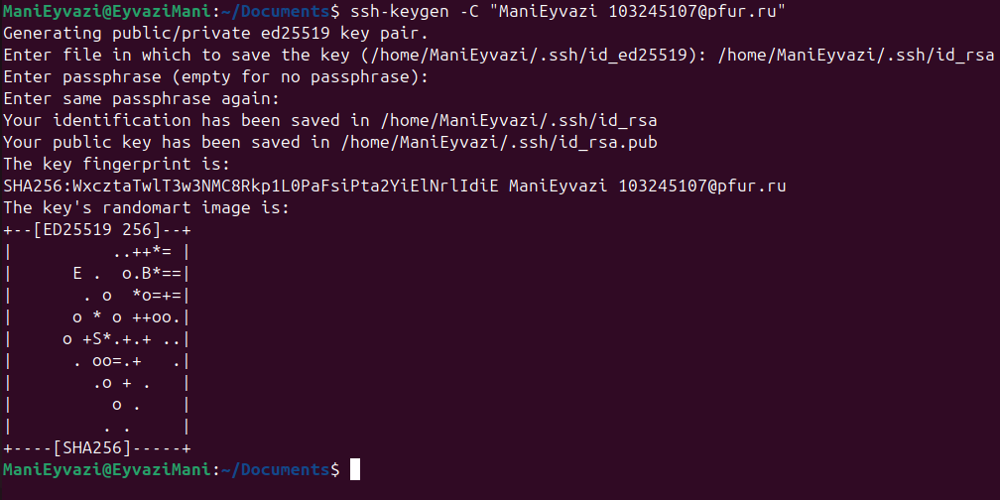 ManiEyvazi@EyvaziMani:~/Documents$ ssh-keygen -C "ManiEyvazi 103245107@pfur.ru"
Generating public/private ed25519 key pair.
Enter file in which to save the key (/home/ManiEyvazi/.ssh/id_ed25519): /home/ManiEyvazi/.ssh/id_rsa
Enter passphrase (empty for no passphrase):
Enter same passphrase again:
Your identification has been saved in /home/ManiEyvazi/.ssh/id_rsa
Your public key has been saved in /home/ManiEyvazi/.ssh/id_rsa.pub
The key fingerprint is:
SHA256:WxcztaTwlT3w3NMC8Rkp1L0PaFsiPta2YiElNrlIdiE ManiEyvazi 103245107@pfur.ru
The key's randomart image is:
+--[ED25519 256]--+
|          ..++*= |
|      E .  o.B*==|
|       . o  *o=+=|
|      o * o ++oo.|
|     o +S*.+.+ ..|
|      . oo=.+   .|
|        .o + .   |
|          o .    |
|         . .     |
+----[SHA256]-----+
ManiEyvazi@EyvaziMani:~/Documents$